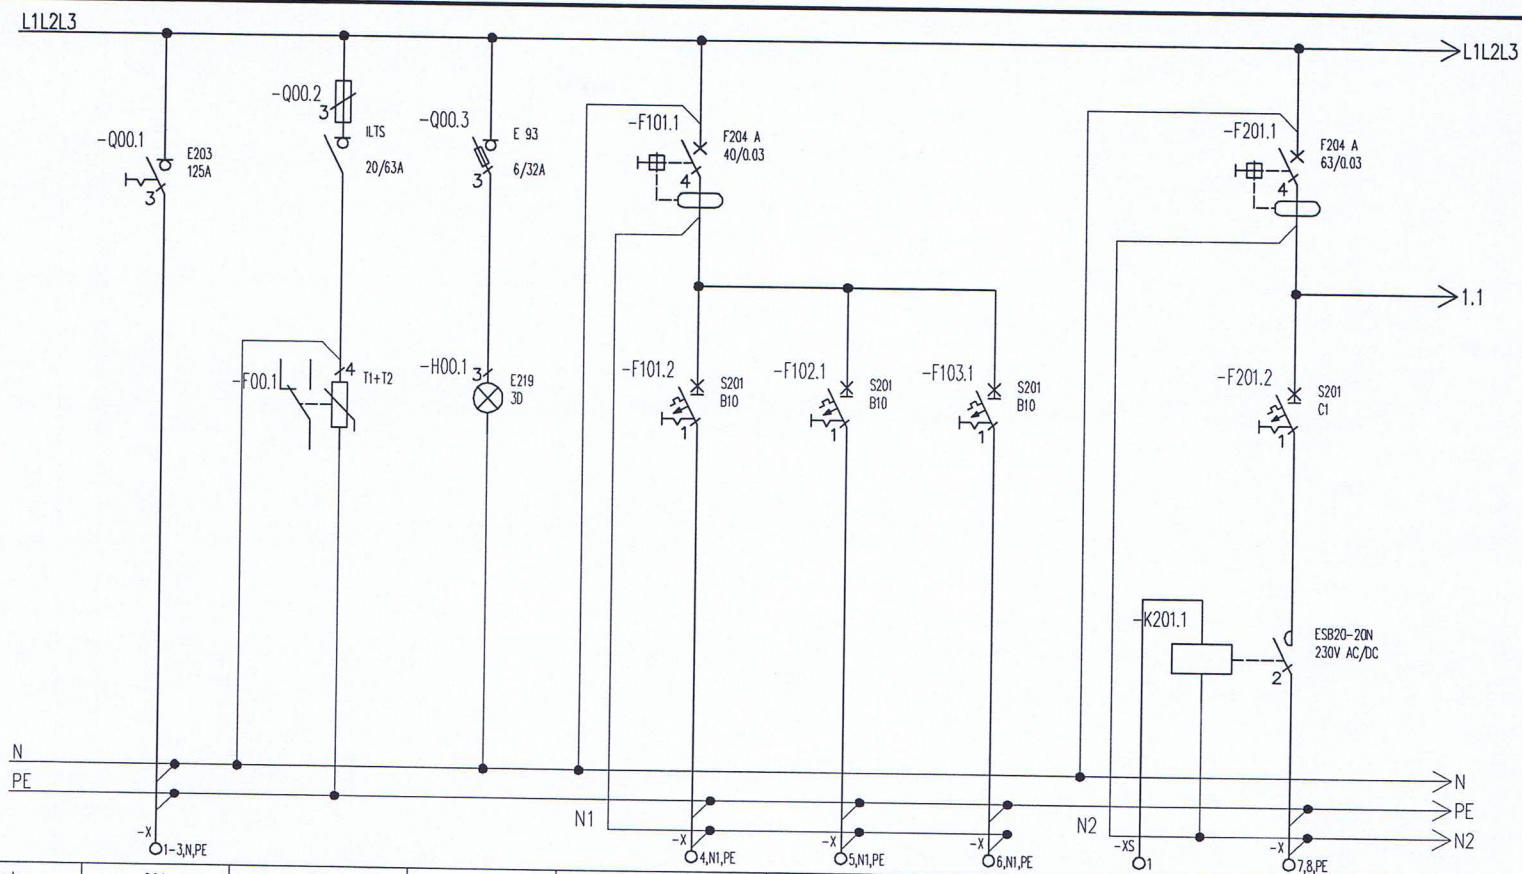 L1L2L3
L1L2L3
-Q00.1
E203
125A
3
-Q00.2
3
ILTS
20/63A
-Q00.3
E 93
6/32A
3
-F101.1
F204 A
40/0.03
4
-F201.1
F204 A
63/0.03
4
1.1
-F00.1
4
T1+T2
-H00.1
3
E219
3D
-F101.2
S201
B10
1
-F102.1
S201
B10
1
-F103.1
S201
B10
1
-F201.2
S201
C1
1
-K201.1
ESB20-20N
230V AC/DC
2
N
N
PE
PE
N1
N2
N2
-X
1-3,N,PE
-X
4,N1,PE
-X
5,N1,PE
-X
6,N1,PE
-XS
1
-X
7,8,PE